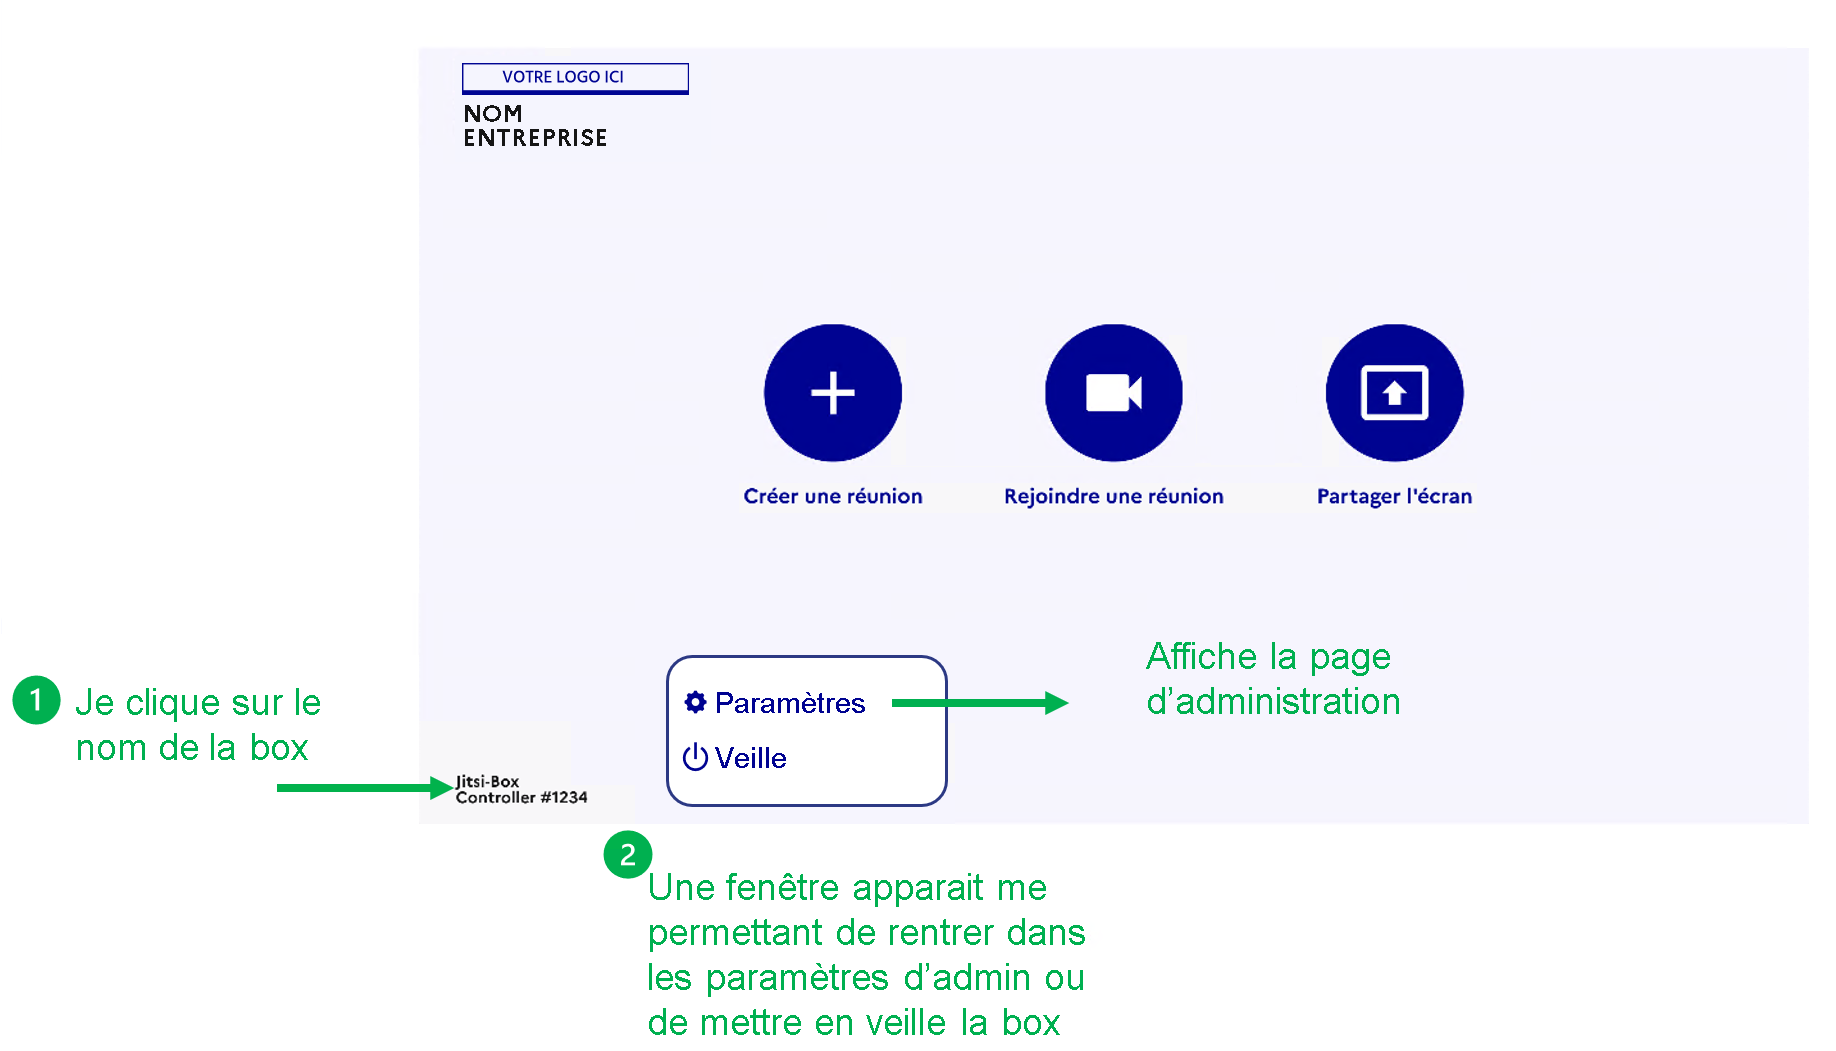 VOTRE LOGO ICI
NOM
ENTREPRISE
Créer une réunion
Rejoindre une réunion
Partager l'écran
1
Je clique sur le
nom de la box
Jitsi-Box
Controller #1234
Paramètres
Veille
Affiche la page
d’administration
2
Une fenêtre apparait me
permettant de rentrer dans
les paramètres d’admin ou
de mettre en veille la box